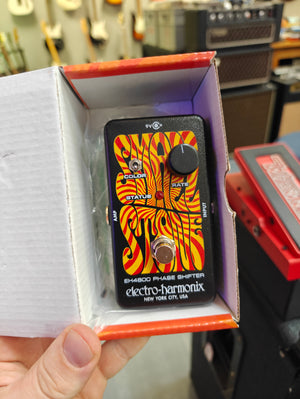 9V
COLOR
RATE
STATUS
AMP
INPUT
EH4800 PHASE SHIFTER
electro-harmonix
NEW YORK CITY, USA